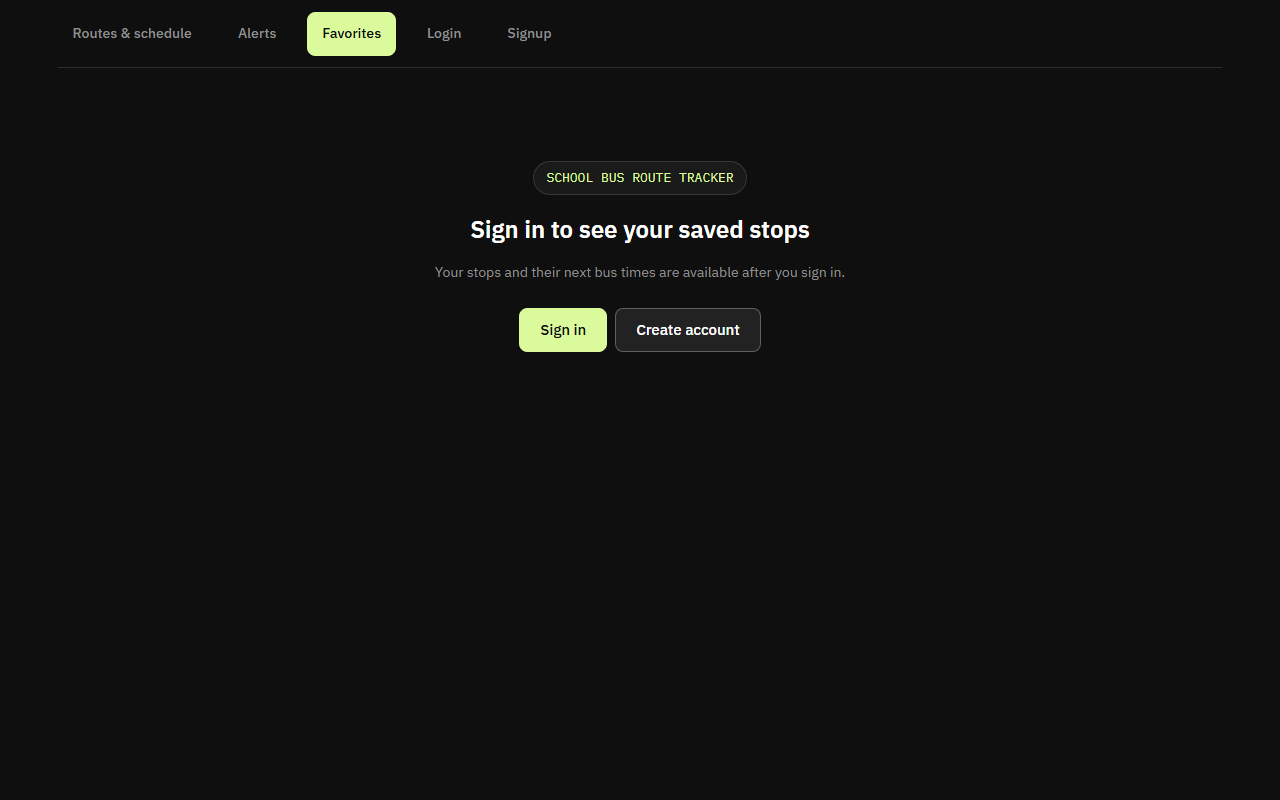 Routes & schedule Alerts Favorites Login Signup
SCHOOL BUS ROUTE TRACKER
Sign in to see your saved stops
Your stops and their next bus times are available after you sign in.
Sign in Create account